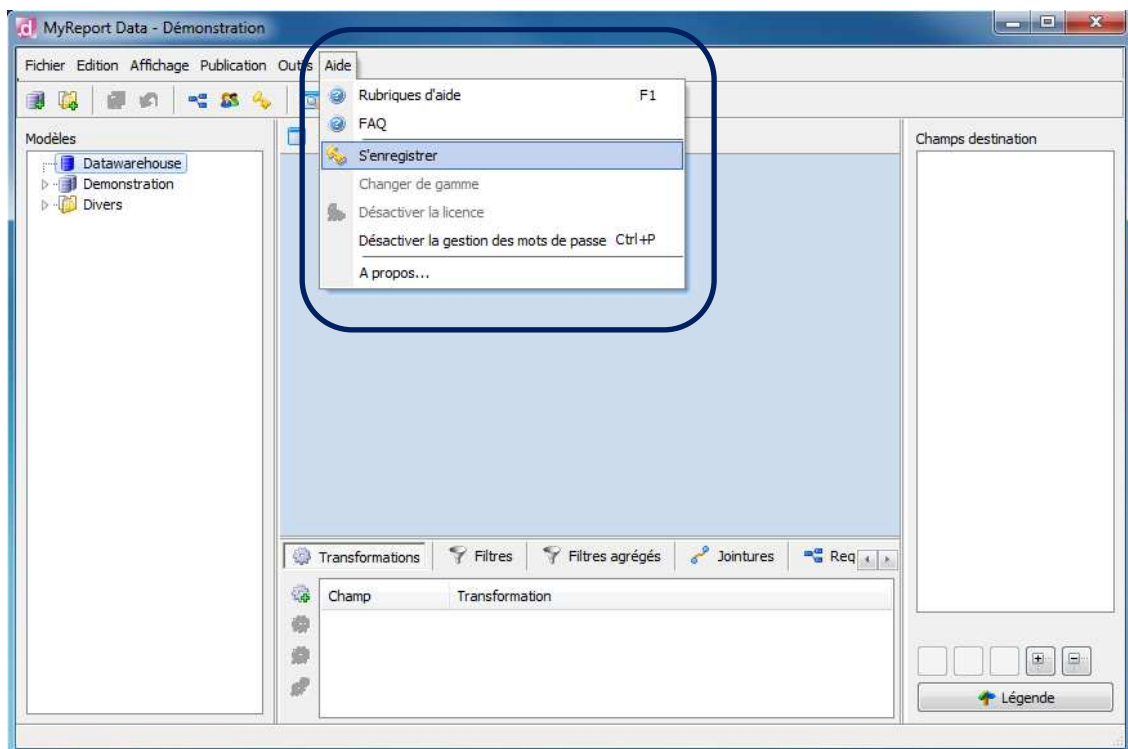 MyReport Data - Démonstration
Fichier Edition Affichage Publication Outils Aide
Rubriques d'aide F1
FAQ
S'enregistrer
Changer de gamme
Désactiver la licence
Désactiver la gestion des mots de passe Ctrl+P
A propos...
Modèles
Datawarehouse
Demonstration
Divers
Champs destination
Transformations Filtres Filtres agrégés Jointures Req
Champ Transformation
Légende